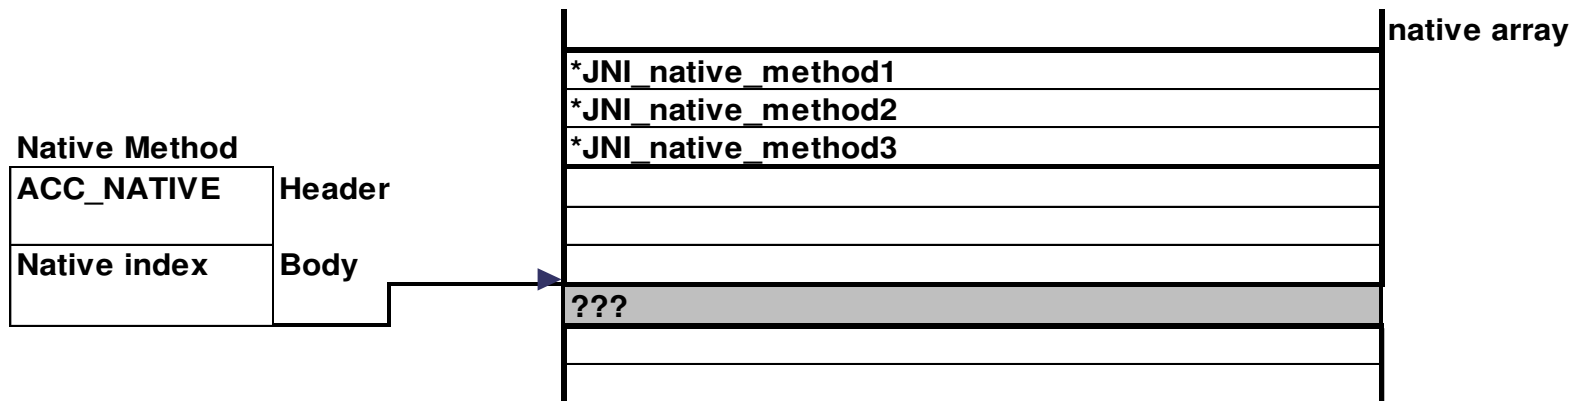 native array
*JNI_native_method1
*JNI_native_method2
*JNI_native_method3
Native Method
ACC_NATIVE
Header
Native index
Body
???